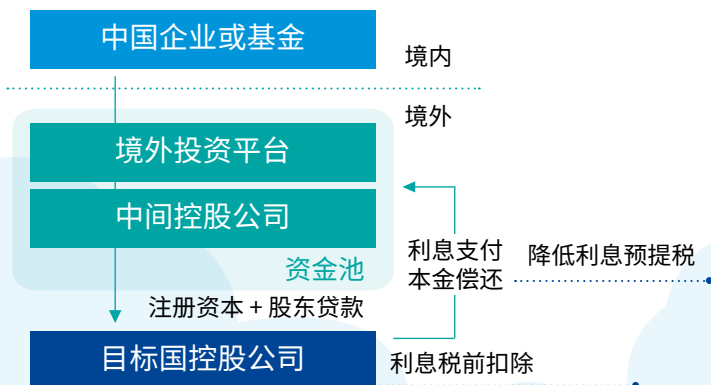 中国企业或基金
境内
境外
境外投资平台
中间控股公司
资金池
利息支付
本金偿还
降低利息预提税
注册资本 + 股东贷款
目标国控股公司
利息税前扣除